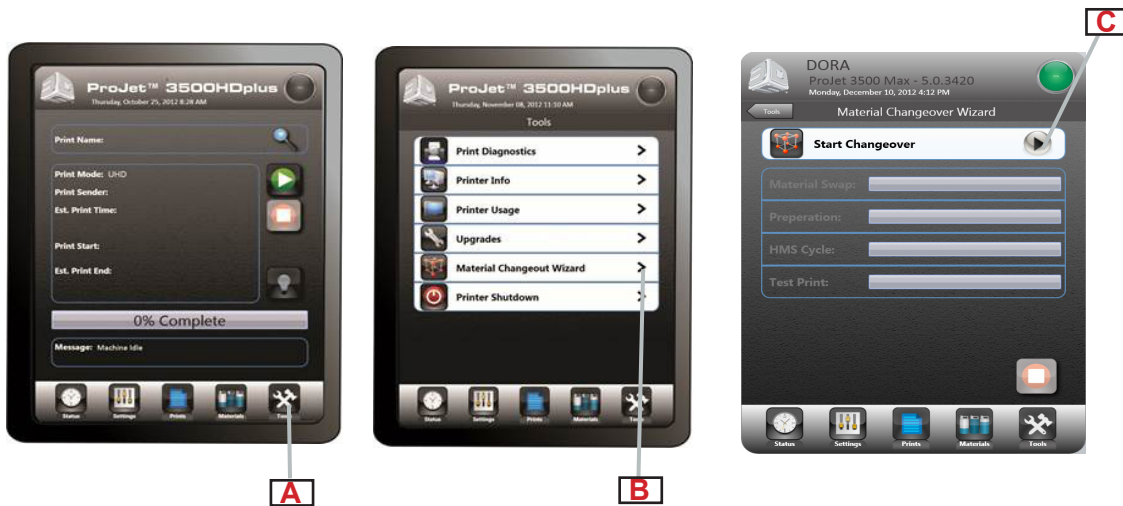 C
ProJet™ 3500HDplus
Thursday, October 25, 2012 8:28 AM
Print Name:
Print Mode: UHD
Print Sender:
Est. Print Time:
Print Start:
Est. Print End:
0% Complete
Message: Machine Idle
Status Settings Prints Materials Tools
A
ProJet™ 3500HDplus
Thursday, November 08, 2012 11:10 AM
Tools
Print Diagnostics
Printer Info
Printer Usage
Upgrades
Material Changeout Wizard
Printer Shutdown
Status Settings Prints Materials Tools
B
DORA
ProJet 3500 Max - 5.0.3420
Monday, December 10, 2012 4:12 PM
Tools Material Changeover Wizard
Start Changeover
Material Swap:
Preperation:
HMS Cycle:
Test Print:
Status Settings Prints Materials Tools